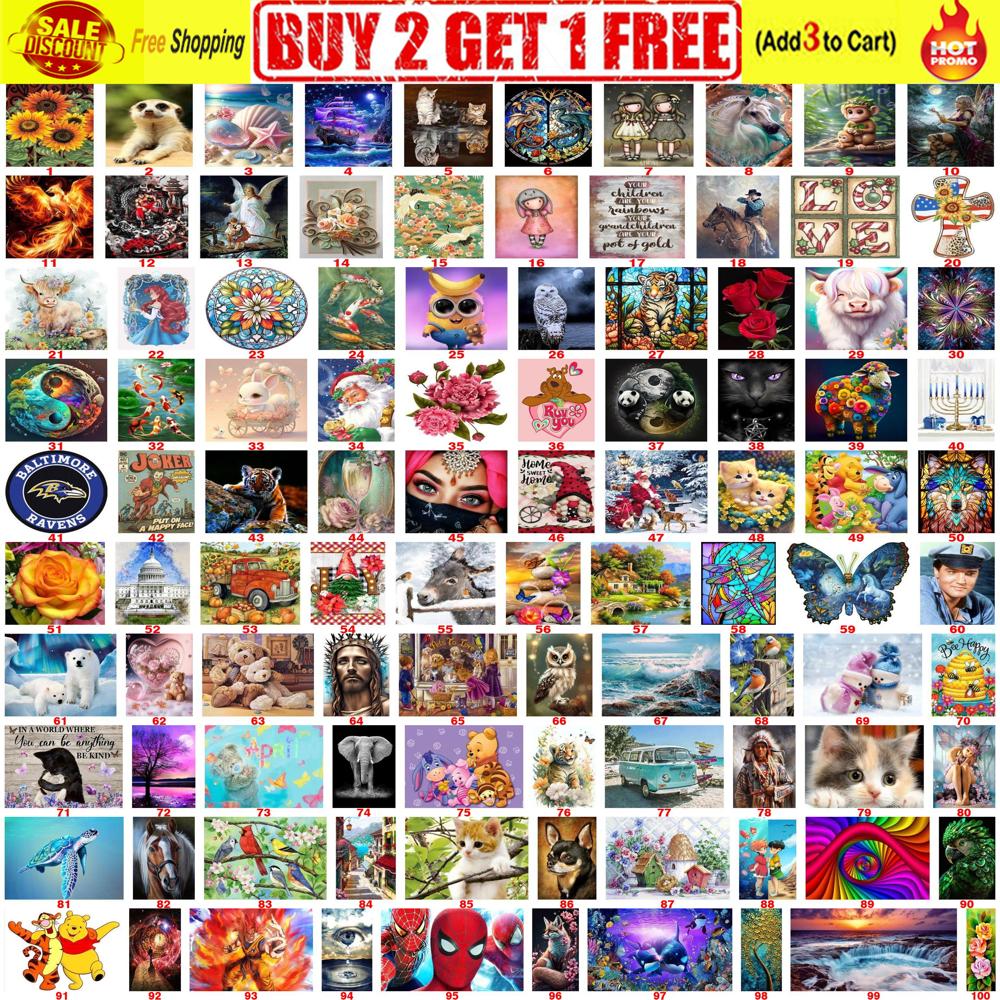 SALE
DISCOUNT
Free Shopping
BUY 2 GET 1 FREE
(Add 3 to Cart)
HOT
PROMO
1 2 3 4 5 6 7 8 9 10
YOUR
children
ARE YOUR
rainbows
YOUR
grandchildren
ARE YOUR
pot of gold
LO
VE
11 12 13 14 15 16 17 18 19 20
21 22 23 24 25 26 27 28 29 30
Ruv
you
31 32 33 34 35 36 37 38 39 40
BALTIMORE
RAVENS
JOKER
PUT ON
A HAPPY FACE!
Home
SWEET
Home
41 42 43 44 45 46 47 48 49 50
51 52 53 54 55 56 57 58 59 60
Bee Happy
61 62 63 64 65 66 67 68 69 70
IN A WORLD WHERE
You can be anything
BE KIND
71 72 73 74 75 76 77 78 79 80
81 82 83 84 85 86 87 88 89 90
91 92 93 94 95 96 97 98 99 100